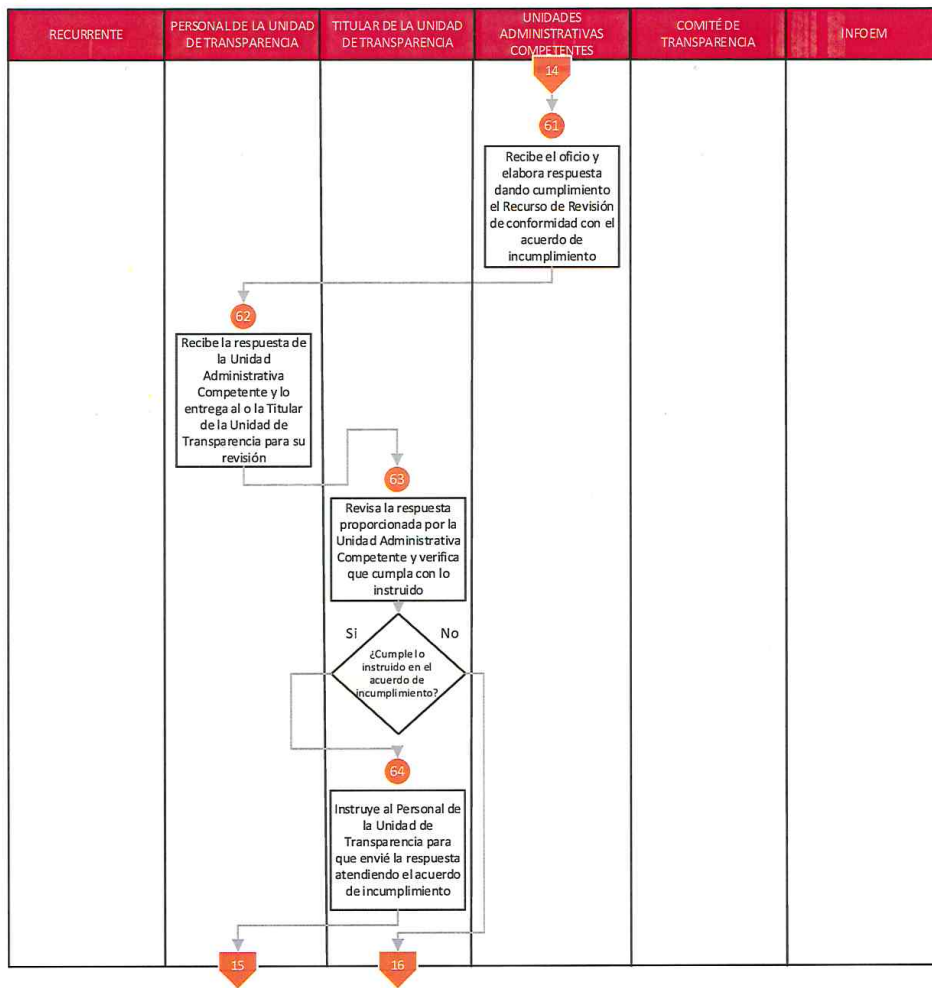 RECURRENTE
PERSONAL DE LA UNIDAD
DE TRANSPARENCIA
TITULAR DE LA UNIDAD
DE TRANSPARENCIA
UNIDADES
ADMINISTRATIVAS
COMPETENTES
COMITÉ DE
TRANSPARENCIA
INFOEM
14
61
Recibe el oficio y
elabora respuesta
dando cumplimiento
el Recurso de Revisión
de conformidad con el
acuerdo de
incumplimiento
62
Recibe la respuesta de
la Unidad
Administrativa
Competente y lo
entrega al o la Titular
de la Unidad de
Transparencia para su
revisión
63
Revisa la respuesta
proporcionada por la
Unidad Administrativa
Competente y verifica
que cumpla con lo
instruido
Si
No
¿Cumple lo
instruido en el
acuerdo de
incumplimiento?
64
Instruye al Personal de
la Unidad de
Transparencia para
que envié la respuesta
atendiendo el acuerdo
de incumplimiento
15
16